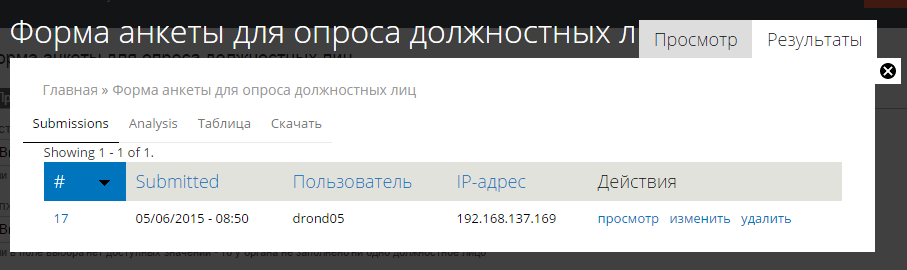 Форма анкеты для опроса должностных л
Просмотр Результаты
Главная » Форма анкеты для опроса должностных лиц
Submissions Analysis Таблица Скачать
Showing 1 - 1 of 1.
# Submitted Пользователь IP-адрес Действия
17 05/06/2015 - 08:50 drond05 192.168.137.169 просмотр изменить удалить